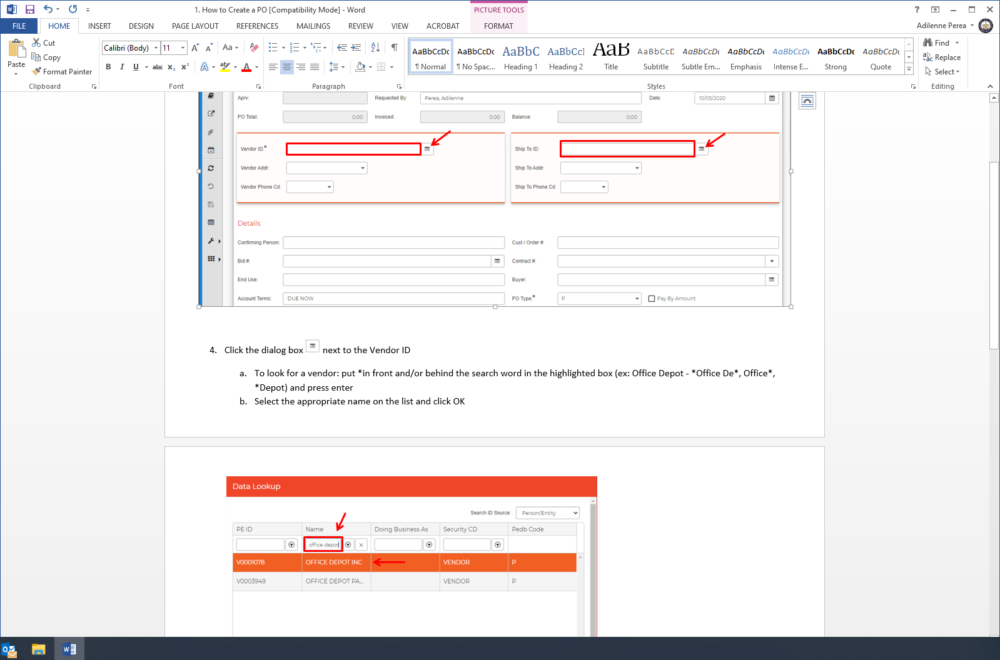 1. How to Create a PO [Compatibility Mode] - Word
PICTURE TOOLS
?
FILE HOME INSERT DESIGN PAGE LAYOUT REFERENCES MAILINGS REVIEW VIEW ACROBAT FORMAT
Adilenne Perea
Paste
Cut
Copy
Format Painter
Clipboard
Calibri (Body) 11
B I U abc x₂ x²
Font
Paragraph
AaBbCcDc AaBbCcDc AaBbC AaBbCcI AaB AaBbCcD AaBbCcDc AaBbCcDc AaBbCcDc AaBbCcDc AaBbCcDc
¶ Normal ¶ No Spac... Heading 1 Heading 2 Title Subtitle Subtle Em... Emphasis Intense E... Strong Quote
Styles
Find
Replace
Select
Editing
Aprv: Requested By: Perea, Adilenne Date: 10/05/2020
PO Total: 0.00 Invoiced: 0.00 Balance: 0.00
Vendor ID:* Ship To ID:
Vendor Addr: Ship To Addr:
Vendor Phone Cd: Ship To Phone Cd:
Details
Confirming Person: Cust / Order #:
Bid #: Contract #:
End Use: Buyer:
Account Terms: DUE NOW PO Type:* P Pay By Amount
4. Click the dialog box next to the Vendor ID
a. To look for a vendor: put *in front and/or behind the search word in the highlighted box (ex: Office Depot - *Office De*, Office*,
*Depot) and press enter
b. Select the appropriate name on the list and click OK
Data Lookup
Search ID Source: Person/Entity
PE ID Name Doing Business As Security CD Pedb Code
office depot
V0001078 OFFICE DEPOT INC VENDOR P
V0003949 OFFICE DEPOT PA... VENDOR P